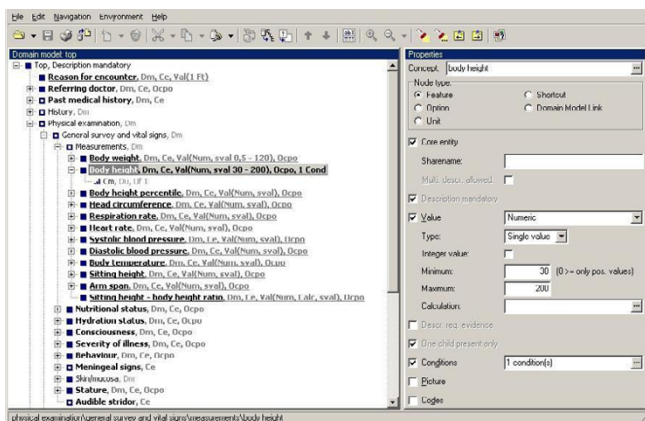 File Edit Navigation Environment Help
Domain model: top
Top, Description mandatory
Reason for encounter, Dm, Ce, Val(1 Ft)
Referring doctor, Dm, Ce, Ocpo
Past medical history, Dm, Ce
History, Dm
Physical examination, Dm
General survey and vital signs, Dm
Measurements, Dm
Body weight, Dm, Ce, Val(Num, sval 0,5 - 120), Ocpo
Body height, Dm, Ce, Val(Num, sval 30 - 200), Ocpo, 1 Cond
Cm, Du, Uf 1
Body height percentile, Dm, Ce, Val(Num, sval), Ocpo
Head circumference, Dm, Ce, Val(Num, sval), Ocpo
Respiration rate, Dm, Ce, Val(Num, sval), Ocpo
Heart rate, Dm, Ce, Val(Num, sval), Ocpo
Systolic blood pressure, Dm, Ce, Val(Num, sval), Ocpo
Diastolic blood pressure, Dm, Ce, Val(Num, sval), Ocpo
Body temperature, Dm, Ce, Val(Num, sval), Ocpo
Sitting height, Dm, Ce, Val(Num, sval), Ocpo
Arm span, Dm, Ce, Val(Num, sval), Ocpo
Sitting height - body height ratio, Dm, Ce, Val(Num, Calc, sval), Ocpo
Nutritional status, Dm, Ce, Ocpo
Hydration status, Dm, Ce, Ocpo
Consciousness, Dm, Ce, Ocpo
Severity of illness, Dm, Ce, Ocpo
Behaviour, Dm, Ce, Ocpo
Meningeal signs, Ce
Skin/mucosa, Dm
Stature, Dm, Ce, Ocpo
Audible stridor, Ce
physical examination\general survey and vital signs\measurements\body height
Properties
Concept: body height
Node type:
Feature Shortcut
Option Domain Model Link
Unit
Core entity
Sharename:
Multi. descr. allowed
Description mandatory
Value Numeric
Type: Single value
Integer value:
Minimum: 30 (0 >= only pos. values)
Maximum: 200
Calculation:
Descr. req. evidence
One child present only
Conditions 1 condition(s)
Picture
Codes